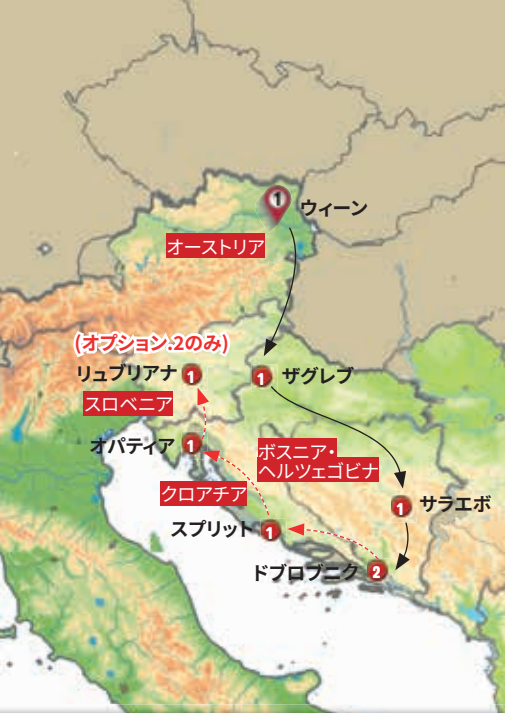 1
ウィーン
オーストリア
(オプション.2のみ)
リュブリアナ 1
1 ザグレブ
スロベニア
オパティア 1
ボスニア・
ヘルツェゴビナ
クロアチア
1 サラエボ
スプリット 1
ドブロブニク 2